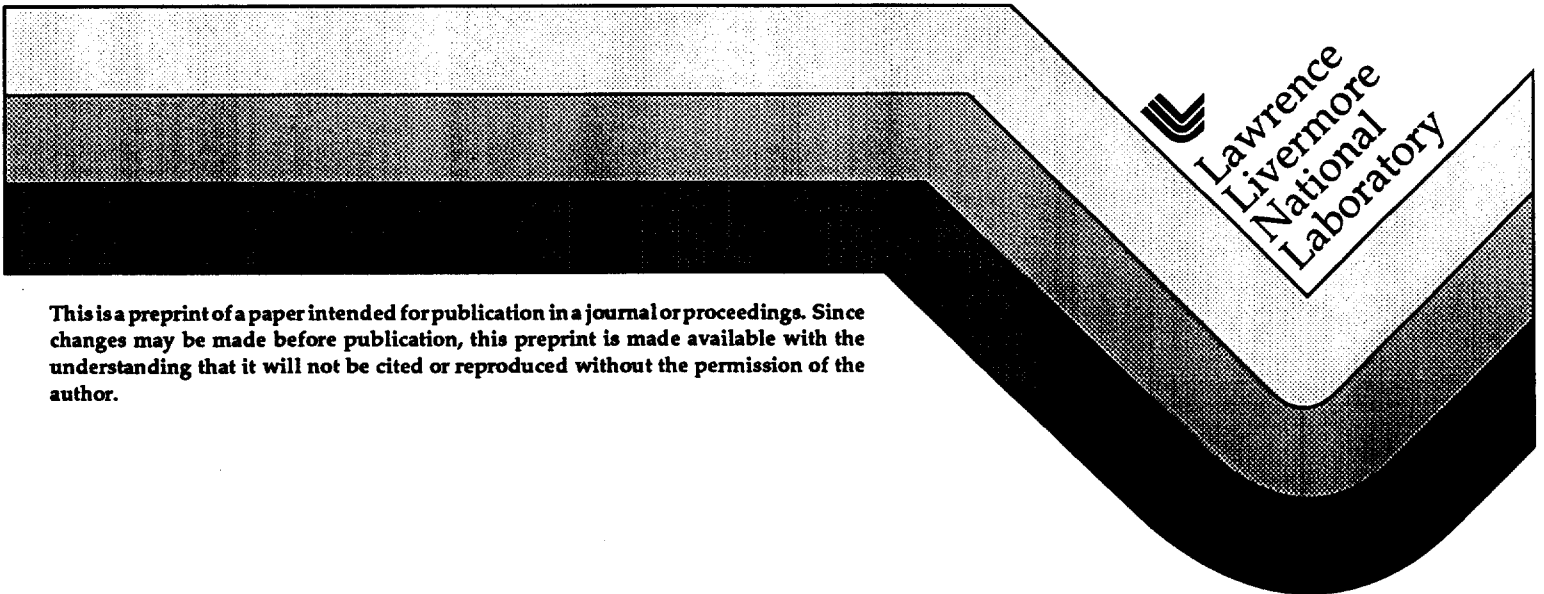 Lawrence
Livermore
National
Laboratory
This is a preprint of a paper intended for publication in a journal or proceedings. Since
changes may be made before publication, this preprint is made available with the
understanding that it will not be cited or reproduced without the permission of the
author.